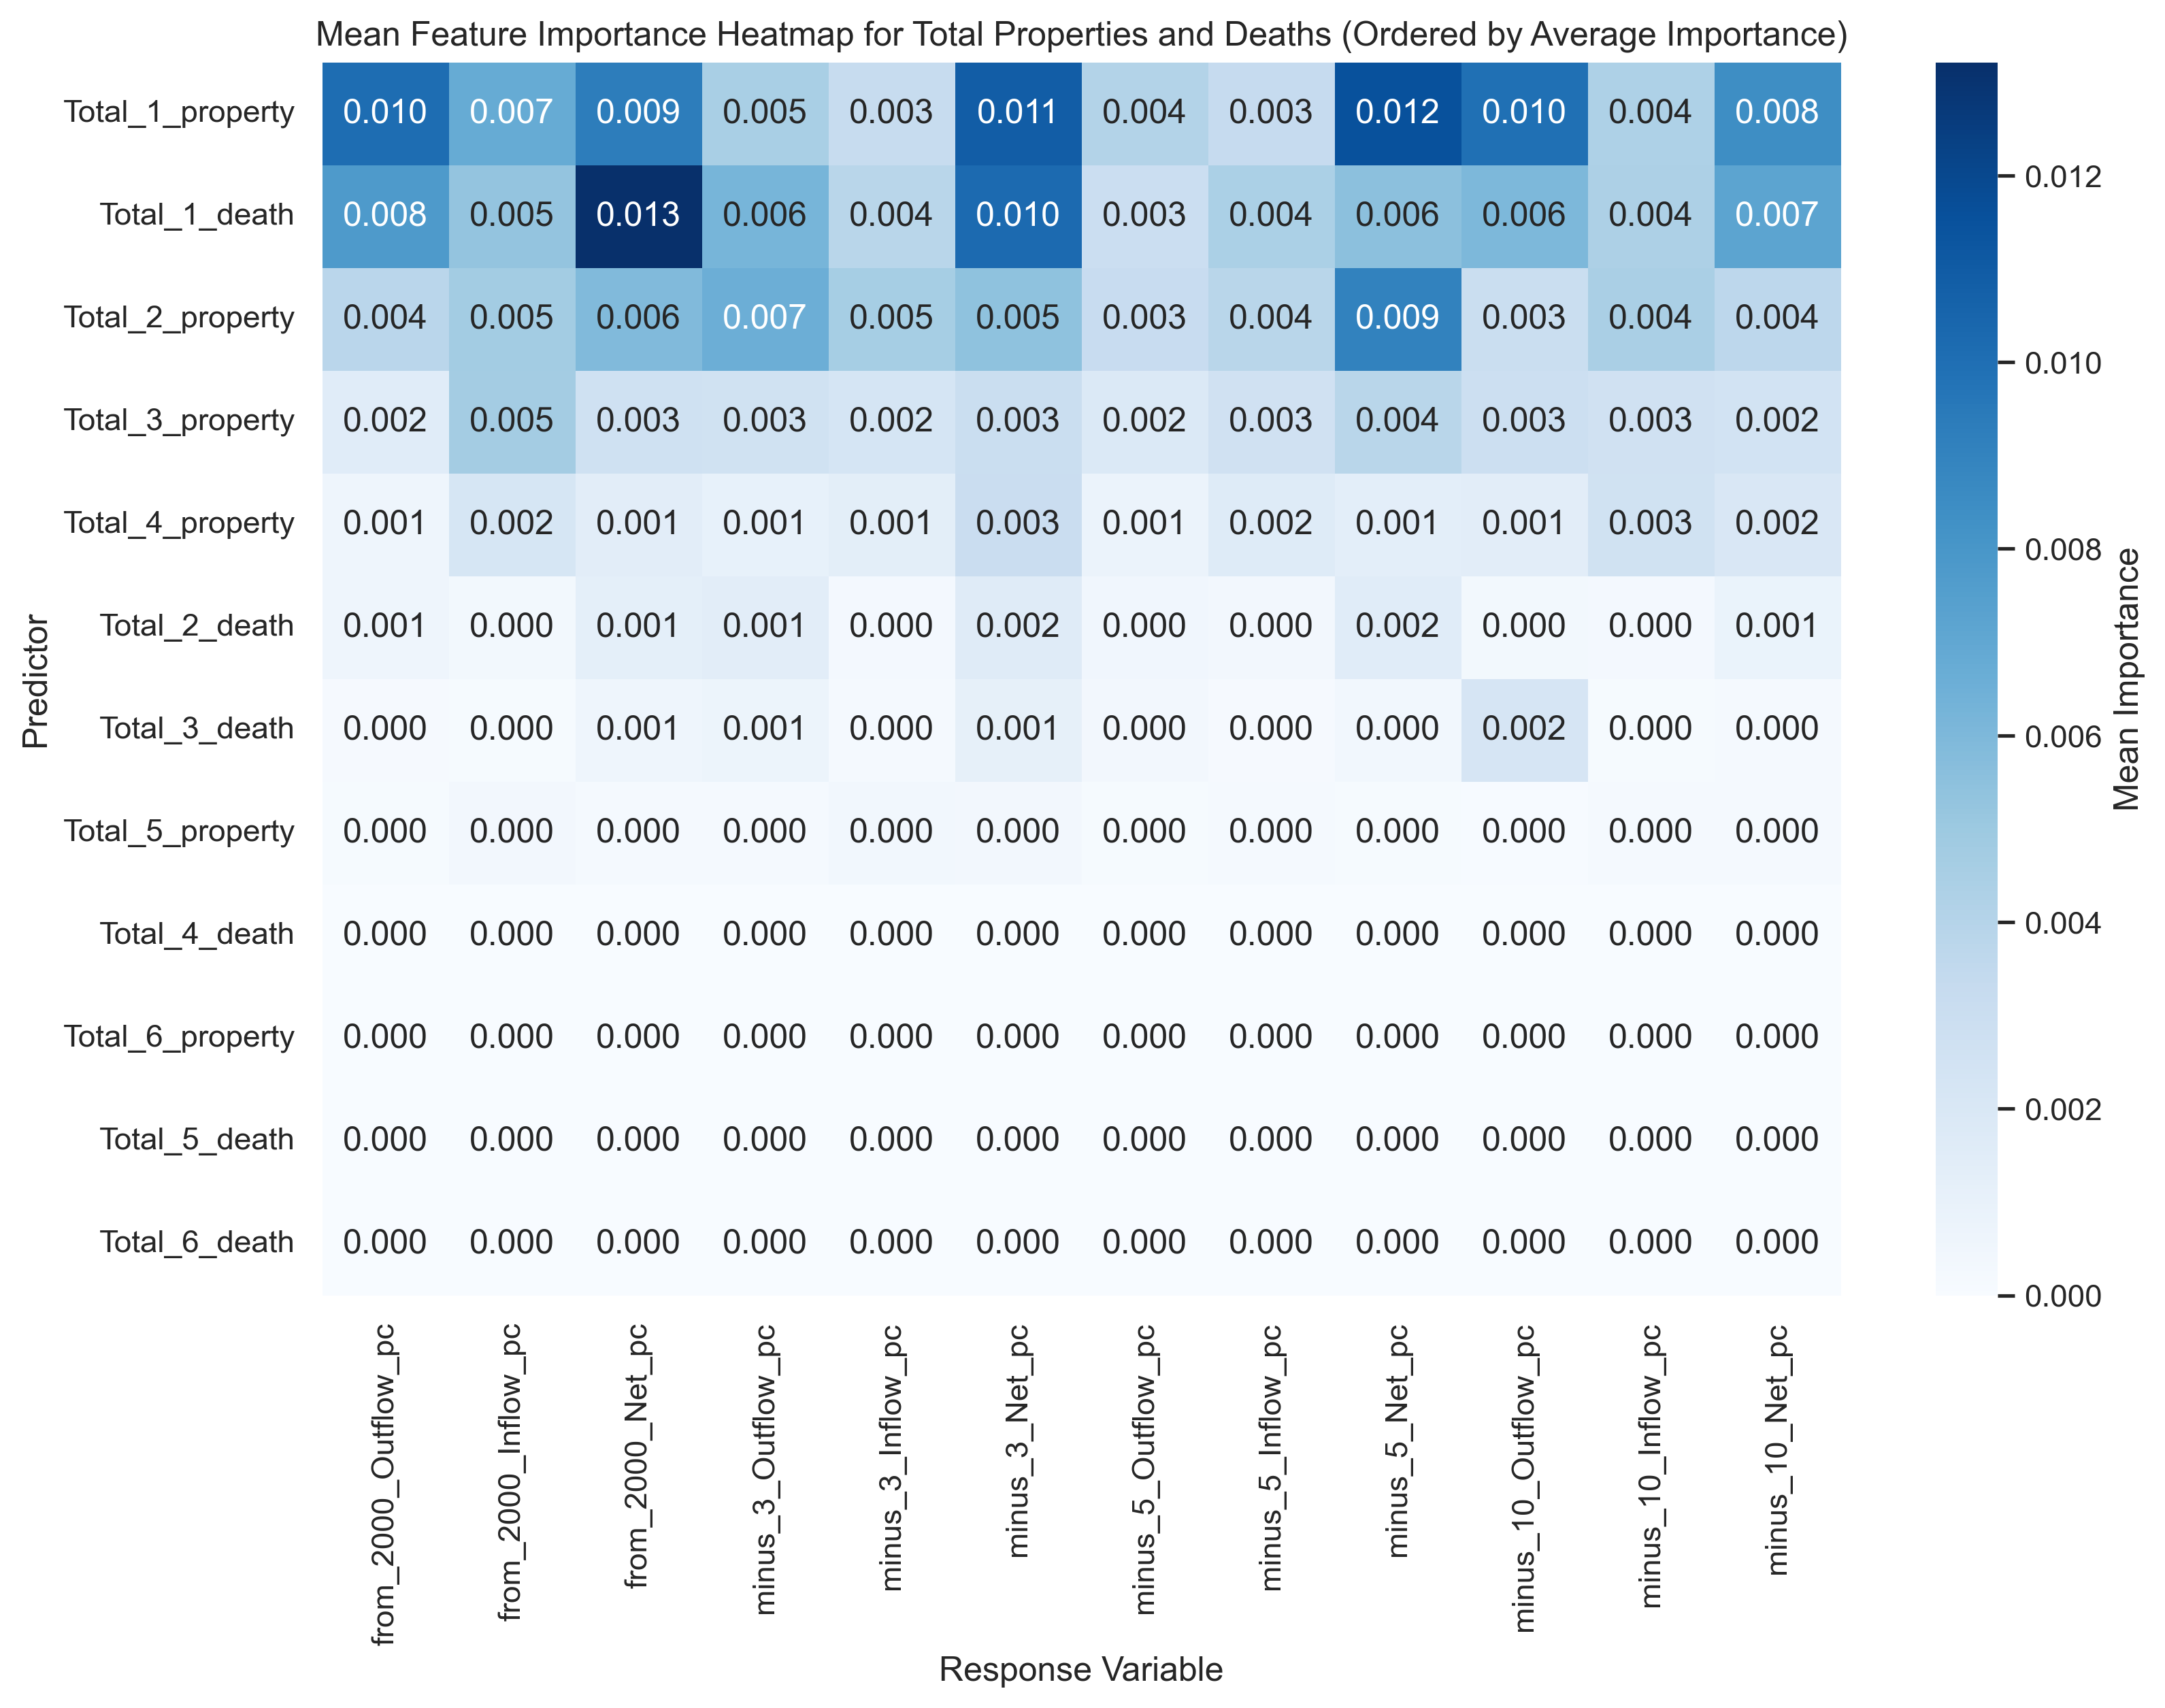 Mean Feature Importance Heatmap for Total Properties and Deaths (Ordered by Average Importance)
Predictor
Total_1_property 0.010 0.007 0.009 0.005 0.003 0.011 0.004 0.003 0.012 0.010 0.004 0.008
Total_1_death 0.008 0.005 0.013 0.006 0.004 0.010 0.003 0.004 0.006 0.006 0.004 0.007
Total_2_property 0.004 0.005 0.006 0.007 0.005 0.005 0.003 0.004 0.009 0.003 0.004 0.004
Total_3_property 0.002 0.005 0.003 0.003 0.002 0.003 0.002 0.003 0.004 0.003 0.003 0.002
Total_4_property 0.001 0.002 0.001 0.001 0.001 0.003 0.001 0.002 0.001 0.001 0.003 0.002
Total_2_death 0.001 0.000 0.001 0.001 0.000 0.002 0.000 0.000 0.002 0.000 0.000 0.001
Total_3_death 0.000 0.000 0.001 0.001 0.000 0.001 0.000 0.000 0.000 0.002 0.000 0.000
Total_5_property 0.000 0.000 0.000 0.000 0.000 0.000 0.000 0.000 0.000 0.000 0.000 0.000
Total_4_death 0.000 0.000 0.000 0.000 0.000 0.000 0.000 0.000 0.000 0.000 0.000 0.000
Total_6_property 0.000 0.000 0.000 0.000 0.000 0.000 0.000 0.000 0.000 0.000 0.000 0.000
Total_5_death 0.000 0.000 0.000 0.000 0.000 0.000 0.000 0.000 0.000 0.000 0.000 0.000
Total_6_death 0.000 0.000 0.000 0.000 0.000 0.000 0.000 0.000 0.000 0.000 0.000 0.000
from_2000_Outflow_pc
from_2000_Inflow_pc
from_2000_Net_pc
minus_3_Outflow_pc
minus_3_Inflow_pc
minus_3_Net_pc
minus_5_Outflow_pc
minus_5_Inflow_pc
minus_5_Net_pc
minus_10_Outflow_pc
minus_10_Inflow_pc
minus_10_Net_pc
Response Variable
0.012
0.010
0.008
0.006
0.004
0.002
0.000
Mean Importance